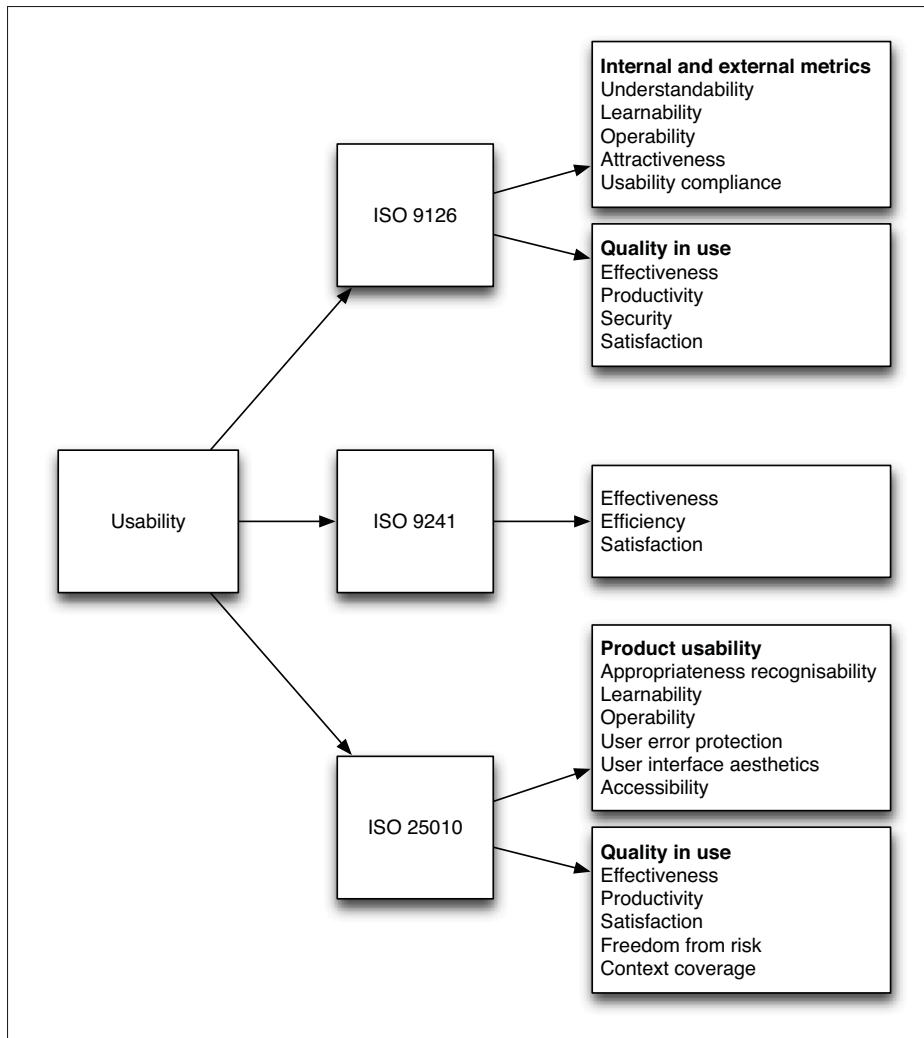 Usability
ISO 9126
Internal and external metrics
Understandability
Learnability
Operability
Attractiveness
Usability compliance
Quality in use
Effectiveness
Productivity
Security
Satisfaction
ISO 9241
Effectiveness
Efficiency
Satisfaction
ISO 25010
Product usability
Appropriateness recognisability
Learnability
Operability
User error protection
User interface aesthetics
Accessibility
Quality in use
Effectiveness
Productivity
Satisfaction
Freedom from risk
Context coverage